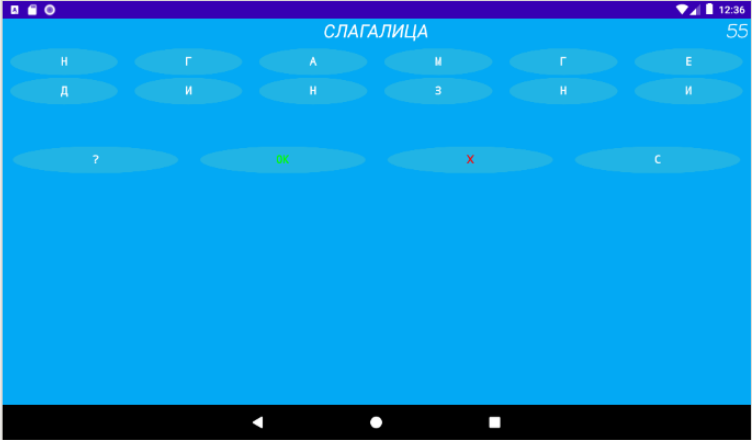 12:36
СЛАГАЛИЦА 55
Н Г А М Г Е
Д И Н З Н И
? X С